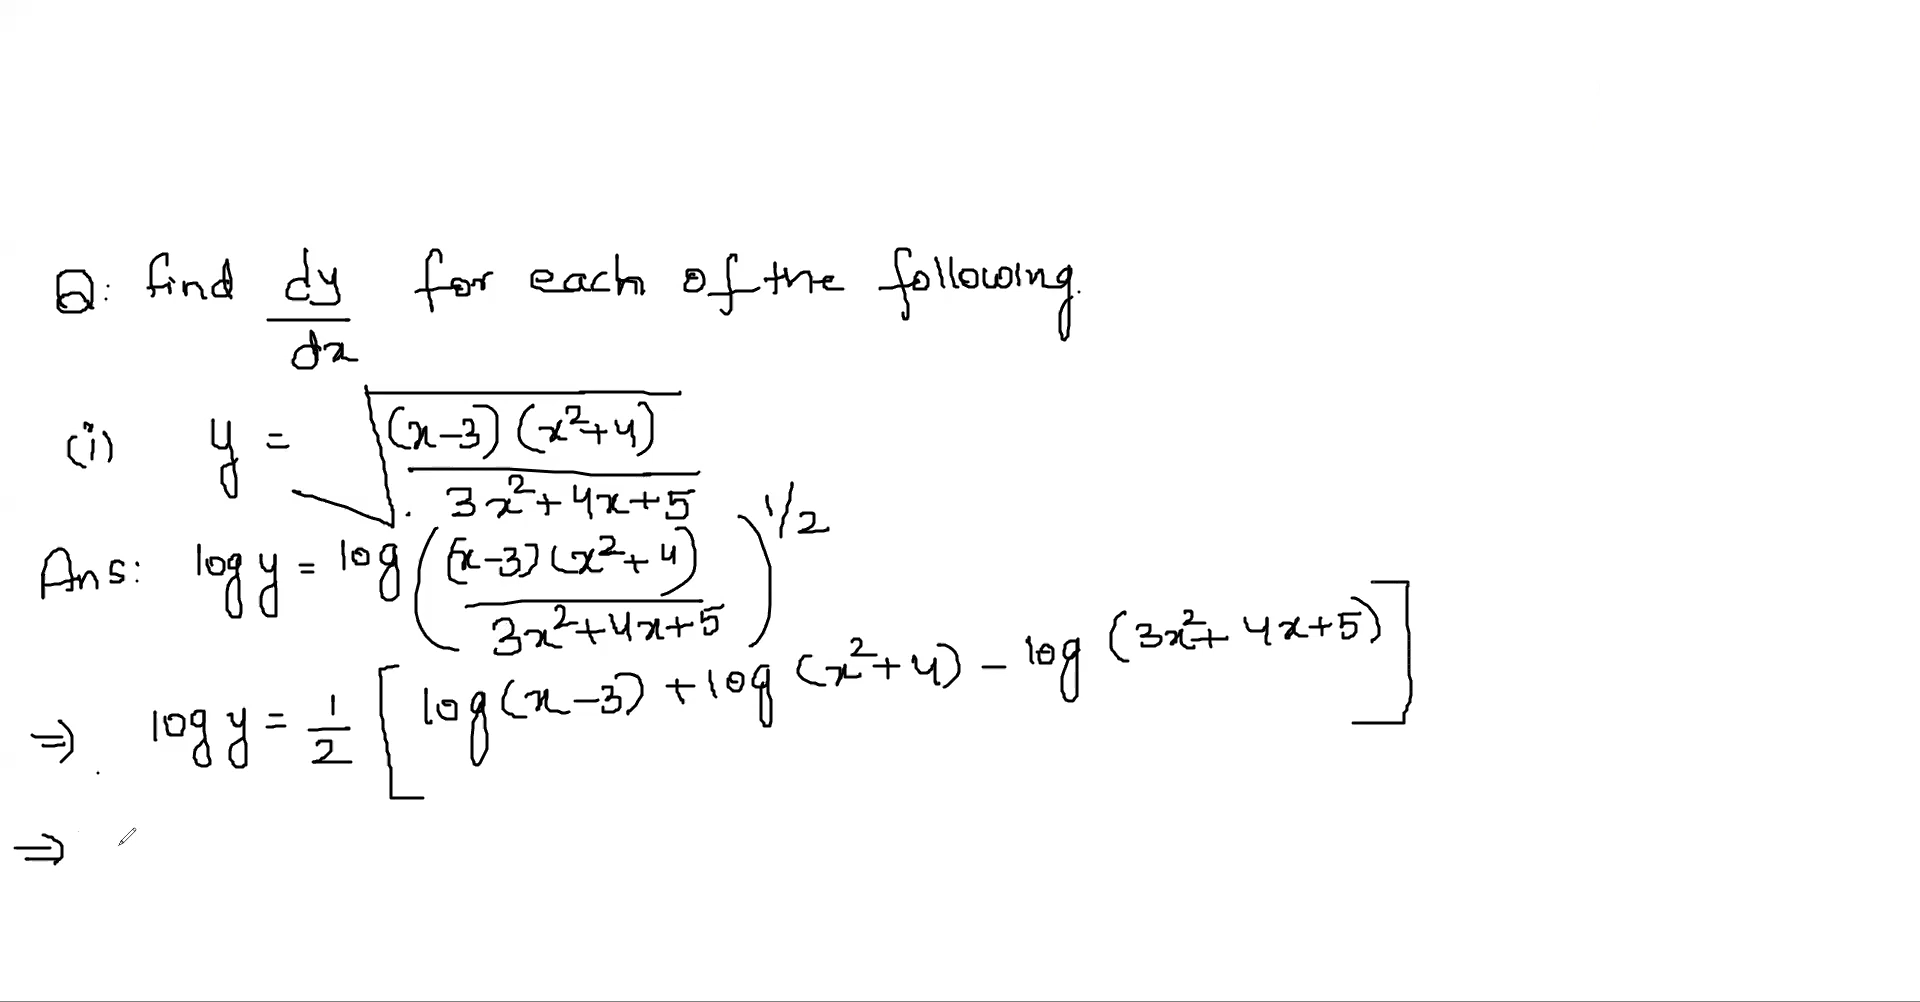 Q: find dy/dx for each of the following.
(i) y = √((x-3)(x²+4)/(3x²+4x+5))
Ans: log y = log((x-3)(x²+4)/(3x²+4x+5))^1/2
⇒ log y = 1/2 [log(x-3) + log(x²+4) - log(3x²+4x+5)]
⇒